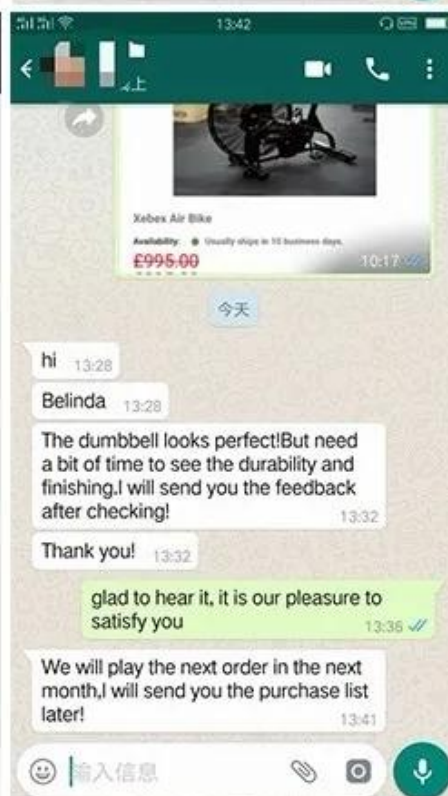 13:42
Xebex Air Bike
Availability: Usually ships in 10 business days.
£995.00
10:17
今天
hi 13:28
Belinda 13:28
The dumbbell looks perfect!But need
a bit of time to see the durability and
finishing.I will send you the feedback
after checking!
13:32
Thank you! 13:32
glad to hear it, it is our pleasure to
satisfy you
13:36
We will play the next order in the next
month,I will send you the purchase list
later!
13:41
输入信息